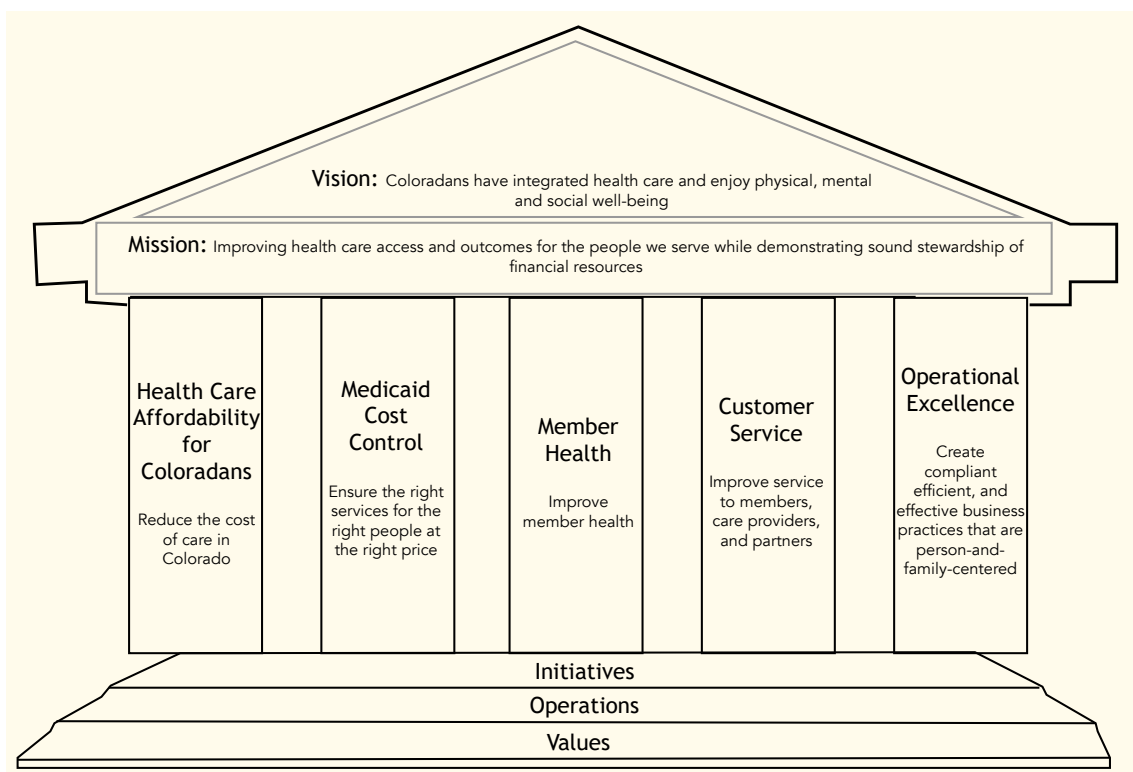 Vision: Coloradans have integrated health care and enjoy physical, mental
and social well-being
Mission: Improving health care access and outcomes for the people we serve while demonstrating sound stewardship of
financial resources
Health Care
Affordability
for
Coloradans
Reduce the cost
of care in
Colorado
Medicaid
Cost
Control
Ensure the right
services for the
right people at
the right price
Member
Health
Improve
member health
Customer
Service
Improve service
to members,
care providers,
and partners
Operational
Excellence
Create
compliant
efficient, and
effective business
practices that are
person-and-
family-centered
Initiatives
Operations
Values